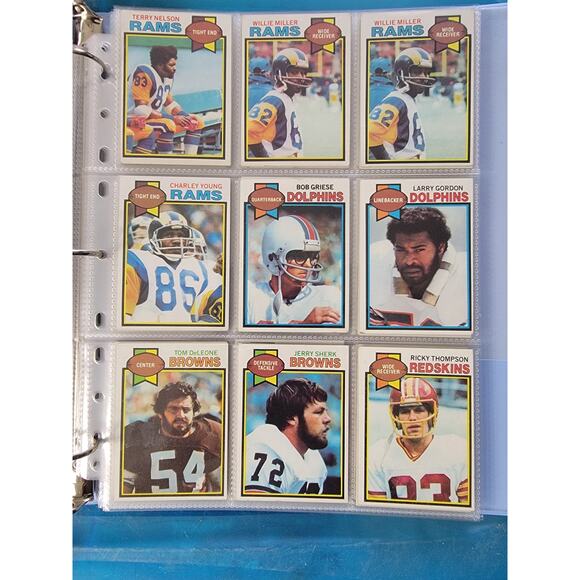 TERRY NELSON
RAMS
TIGHT END
83
WILLIE MILLER
RAMS
WIDE RECEIVER
82
WILLIE MILLER
RAMS
WIDE RECEIVER
82
TIGHT END
CHARLEY YOUNG
RAMS
86
QUARTERBACK
BOB GRIESE
DOLPHINS
LINEBACKER
LARRY GORDON
DOLPHINS
CENTER
TOM DeLEONE
BROWNS
54
DEFENSIVE
TACKLE
JERRY SHERK
BROWNS
72
WIDE
RECEIVER
RICKY THOMPSON
REDSKINS
83